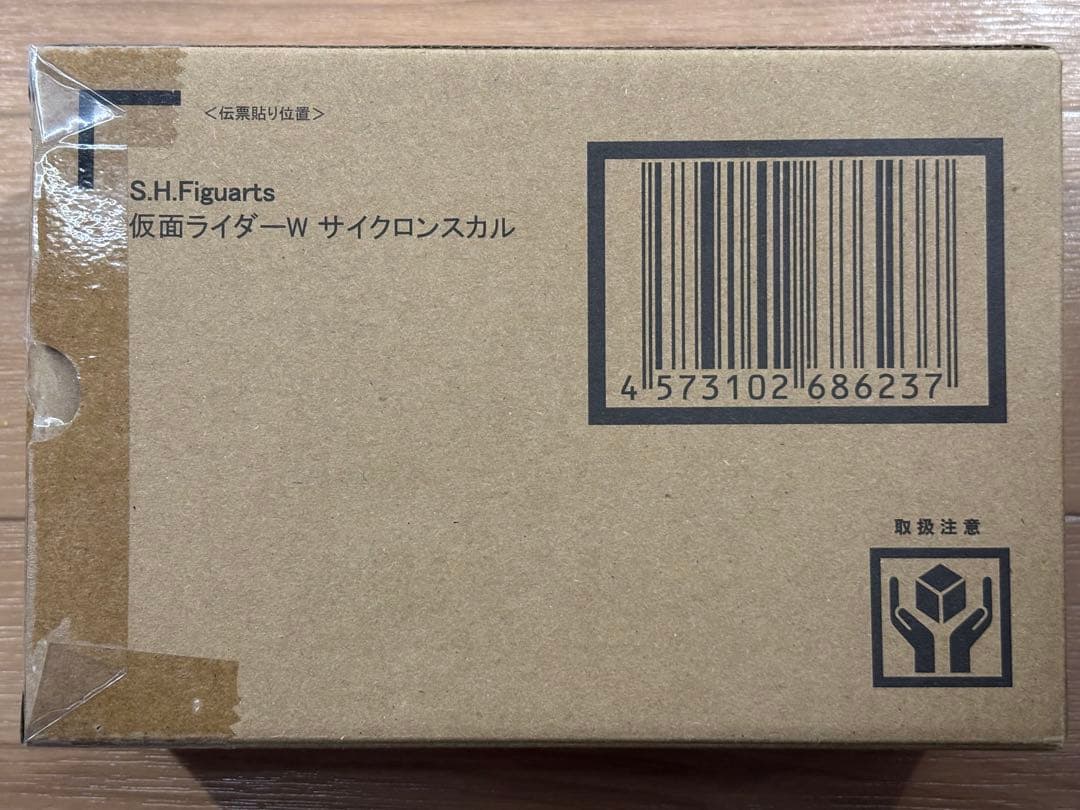 ＜伝票貼り位置＞
S.H.Figuarts
仮面ライダーW サイクロンスカル
4 573102 686237
取扱注意